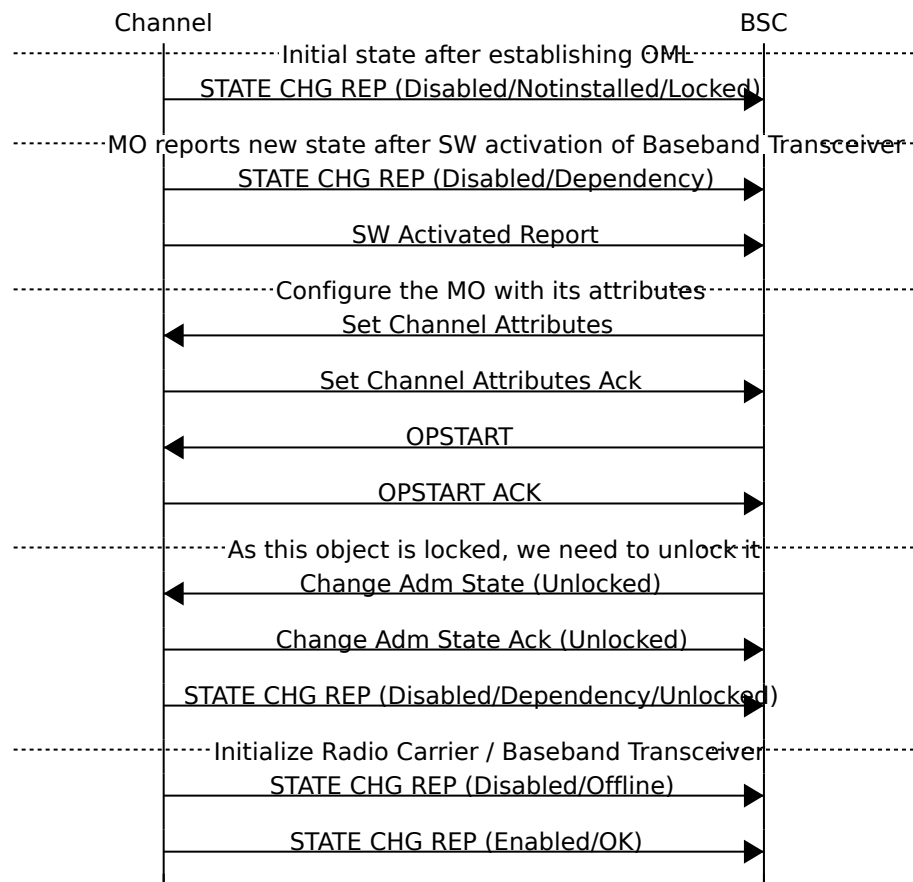 Channel BSC
Initial state after establishing OML
STATE CHG REP (Disabled/Notinstalled/Locked)
MO reports new state after SW activation of Baseband Transceiver
STATE CHG REP (Disabled/Dependency)
SW Activated Report
Configure the MO with its attributes
Set Channel Attributes
Set Channel Attributes Ack
OPSTART
OPSTART ACK
As this object is locked, we need to unlock it
Change Adm State (Unlocked)
Change Adm State Ack (Unlocked)
STATE CHG REP (Disabled/Dependency/Unlocked)
Initialize Radio Carrier / Baseband Transceiver
STATE CHG REP (Disabled/Offline)
STATE CHG REP (Enabled/OK)